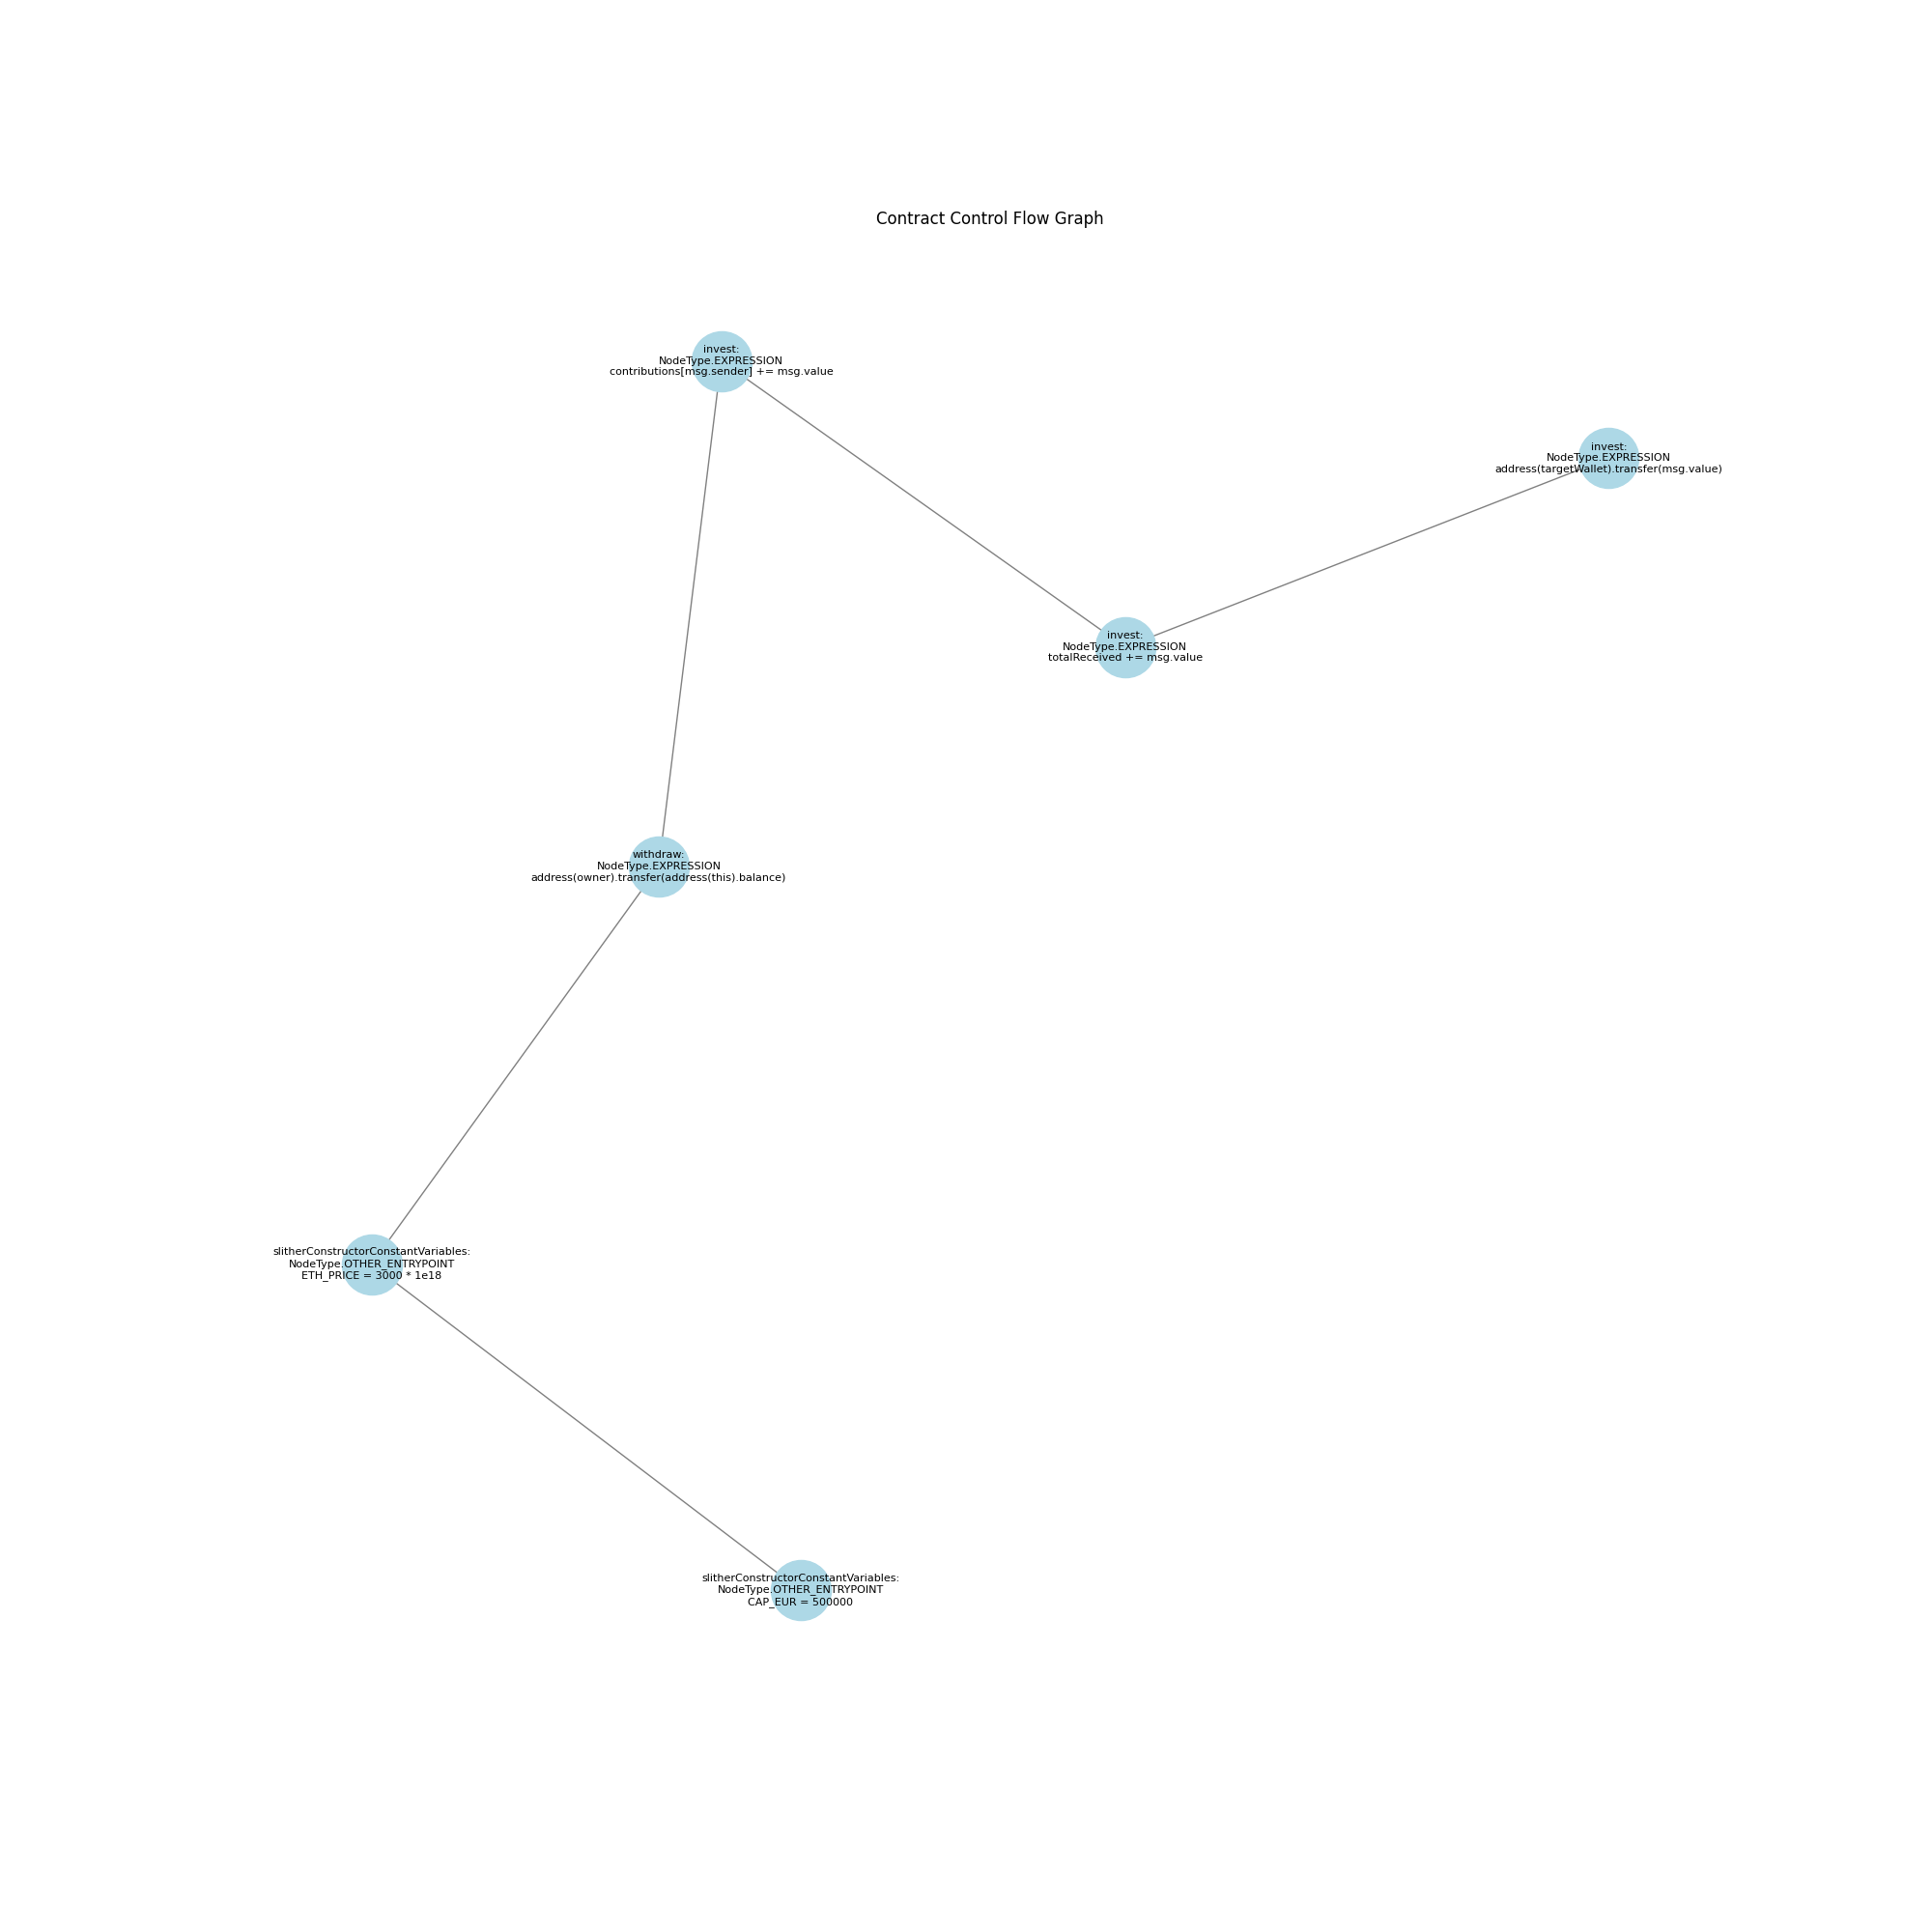 Contract Control Flow Graph
invest:
NodeType.EXPRESSION
contributions[msg.sender] += msg.value
invest:
NodeType.EXPRESSION
address(targetWallet).transfer(msg.value)
invest:
NodeType.EXPRESSION
totalReceived += msg.value
withdraw:
NodeType.EXPRESSION
address(owner).transfer(address(this).balance)
slitherConstructorConstantVariables:
NodeType.OTHER_ENTRYPOINT
ETH_PRICE = 3000 * 1e18
slitherConstructorConstantVariables:
NodeType.OTHER_ENTRYPOINT
CAP_EUR = 500000